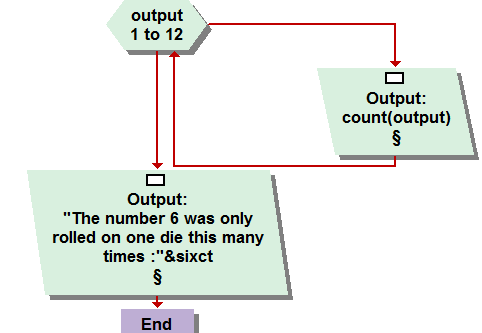 output
1 to 12
Output:
count(output)
§
Output:
"The number 6 was only
rolled on one die this many
times :"&sixct
§
End